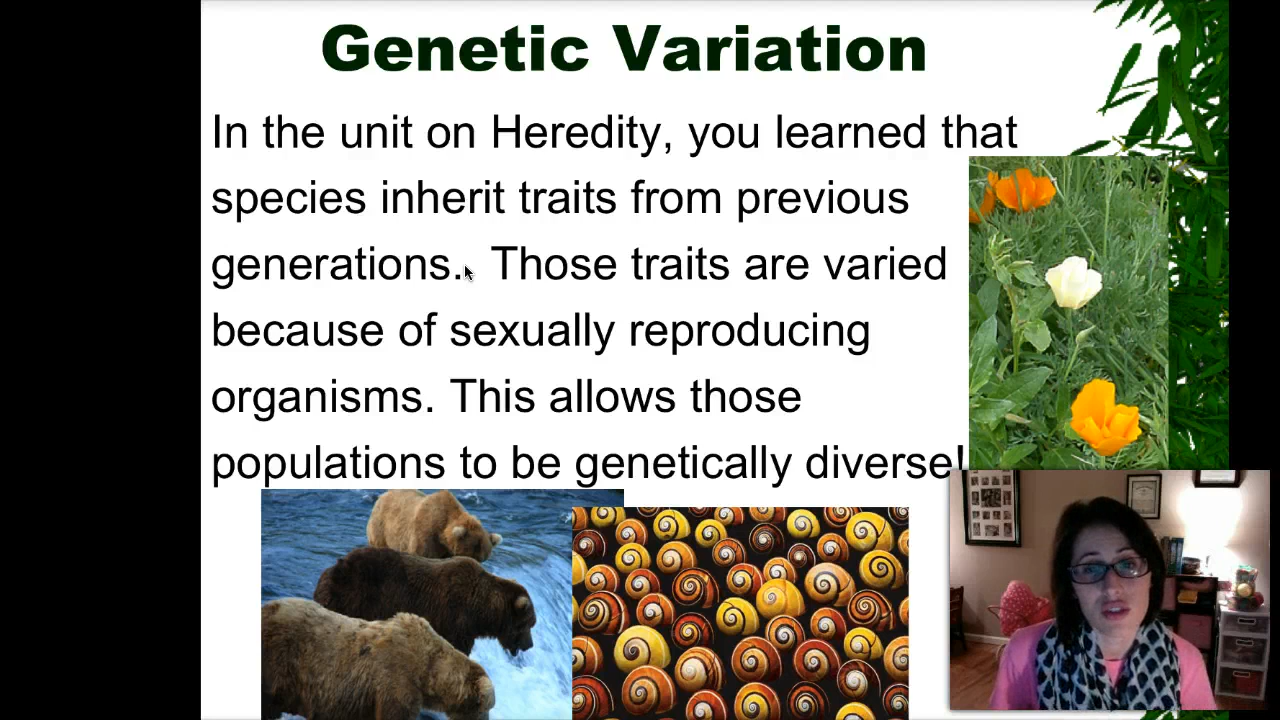 Genetic Variation
In the unit on Heredity, you learned that
species inherit traits from previous
generations.  Those traits are varied
because of sexually reproducing
organisms. This allows those
populations to be genetically diverse!